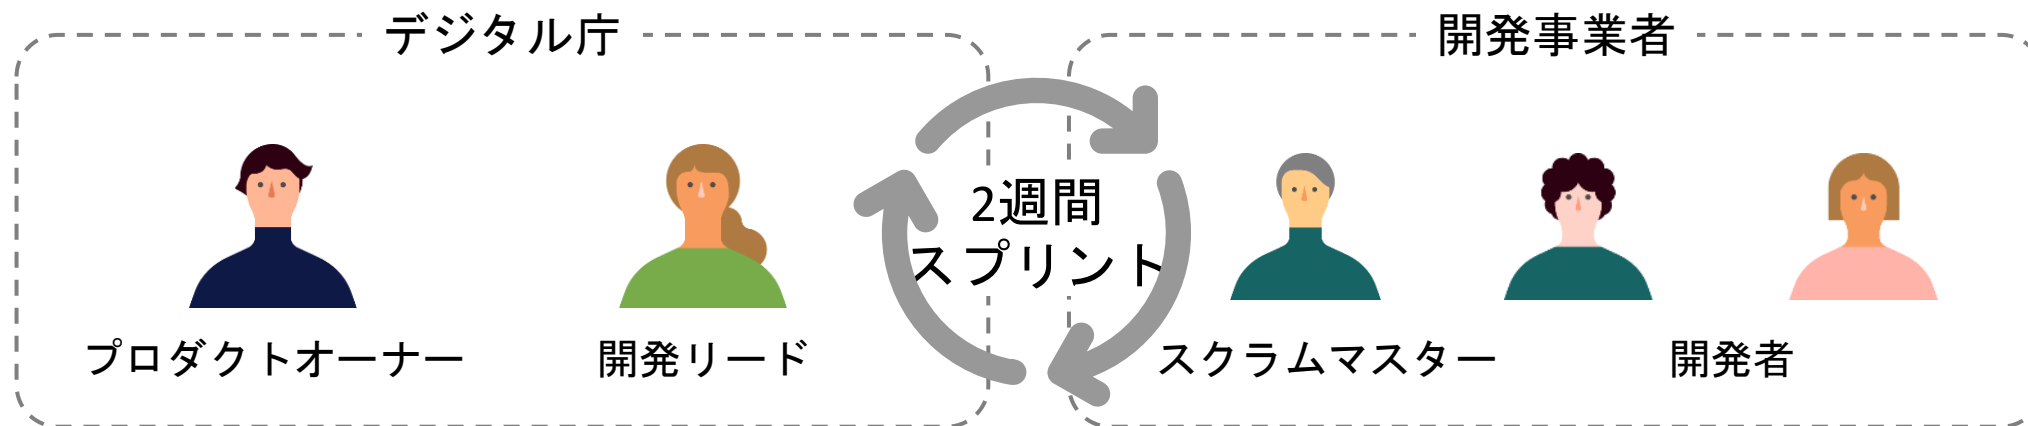 デジタル庁
開発事業者
2週間
スプリント
プロダクトオーナー
開発リード
スクラムマスター
開発者